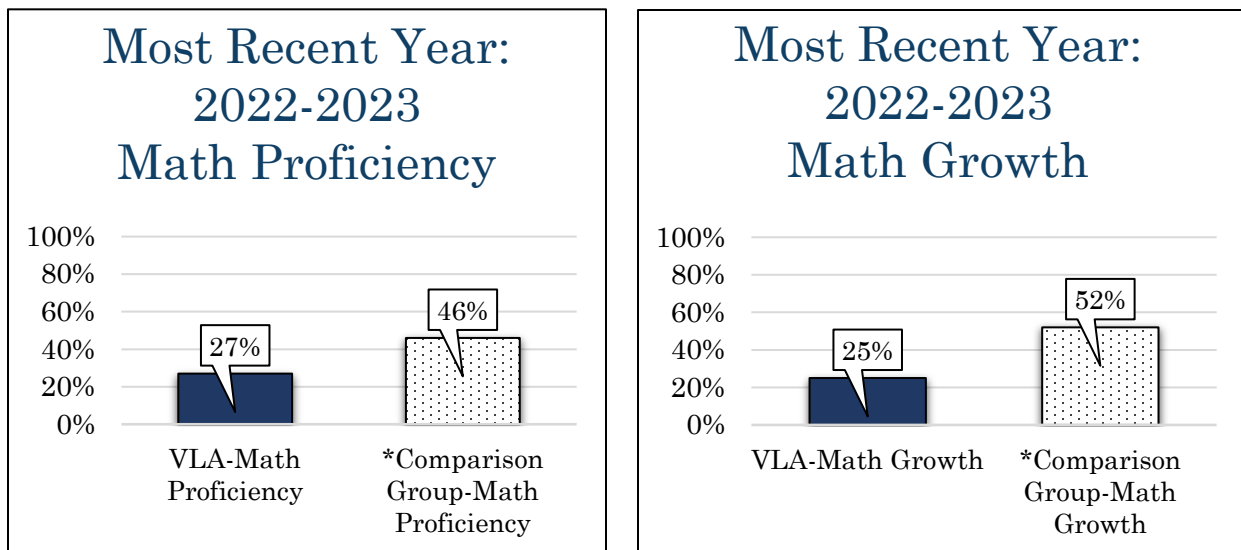 Most Recent Year:
2022-2023
Math Proficiency
100%
80%
60%
40%
20%
0%
27%
46%
VLA-Math
Proficiency
*Comparison
Group-Math
Proficiency
Most Recent Year:
2022-2023
Math Growth
100%
80%
60%
40%
20%
0%
25%
52%
VLA-Math Growth
*Comparison
Group-Math
Growth